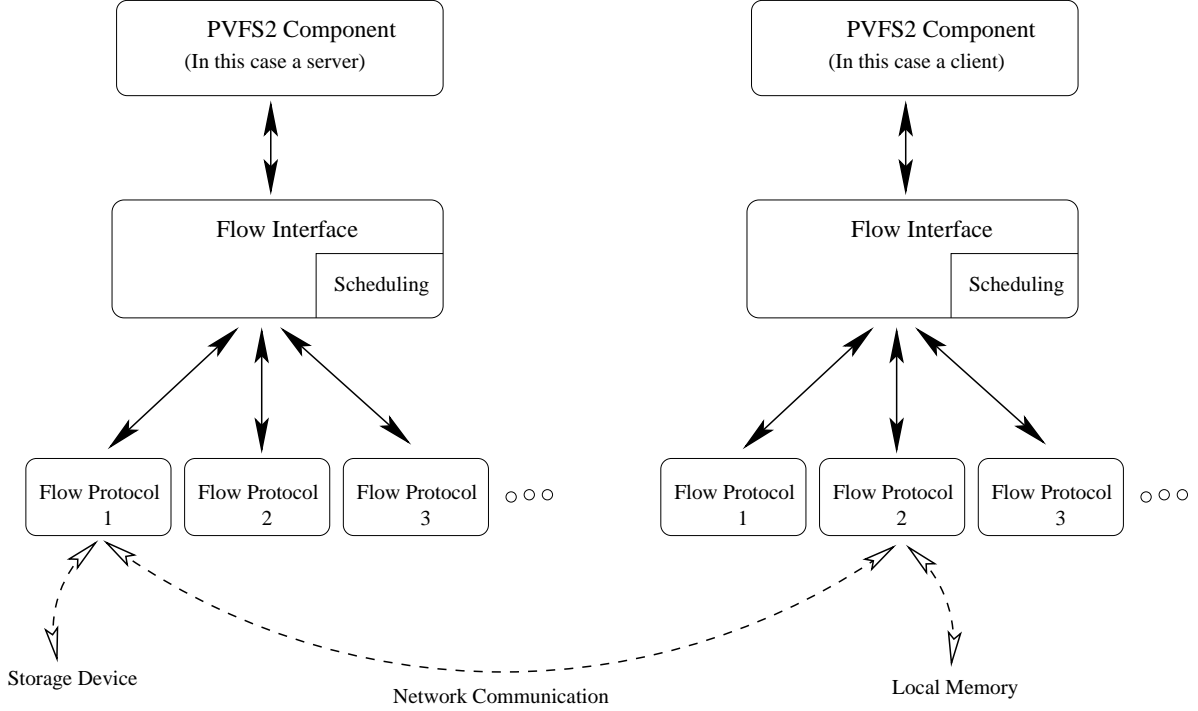 PVFS2 Component
(In this case a server)
PVFS2 Component
(In this case a client)
Flow Interface
Scheduling
Flow Interface
Scheduling
Flow Protocol
1
Flow Protocol
2
Flow Protocol
3
Flow Protocol
1
Flow Protocol
2
Flow Protocol
3
Storage Device
Network Communication
Local Memory